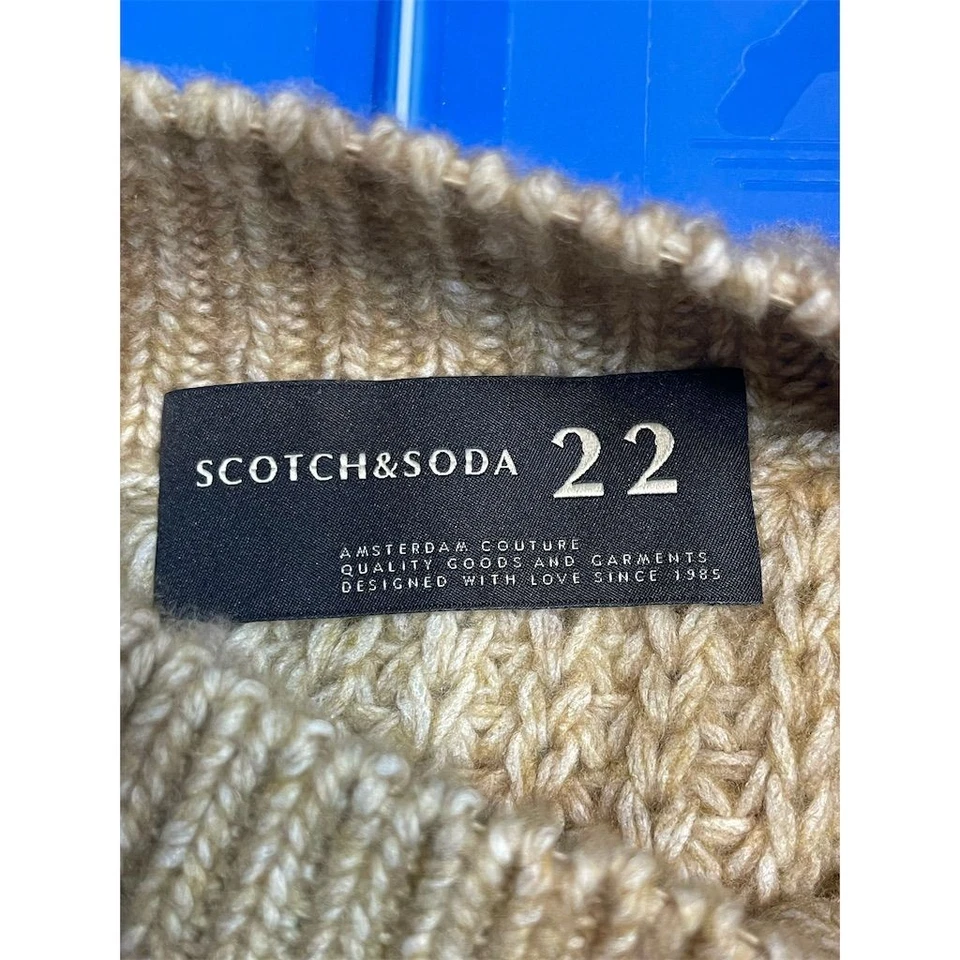 SCOTCH&SODA 22
AMSTERDAM COUTURE
QUALITY GOODS AND GARMENTS
DESIGNED WITH LOVE SINCE 1985